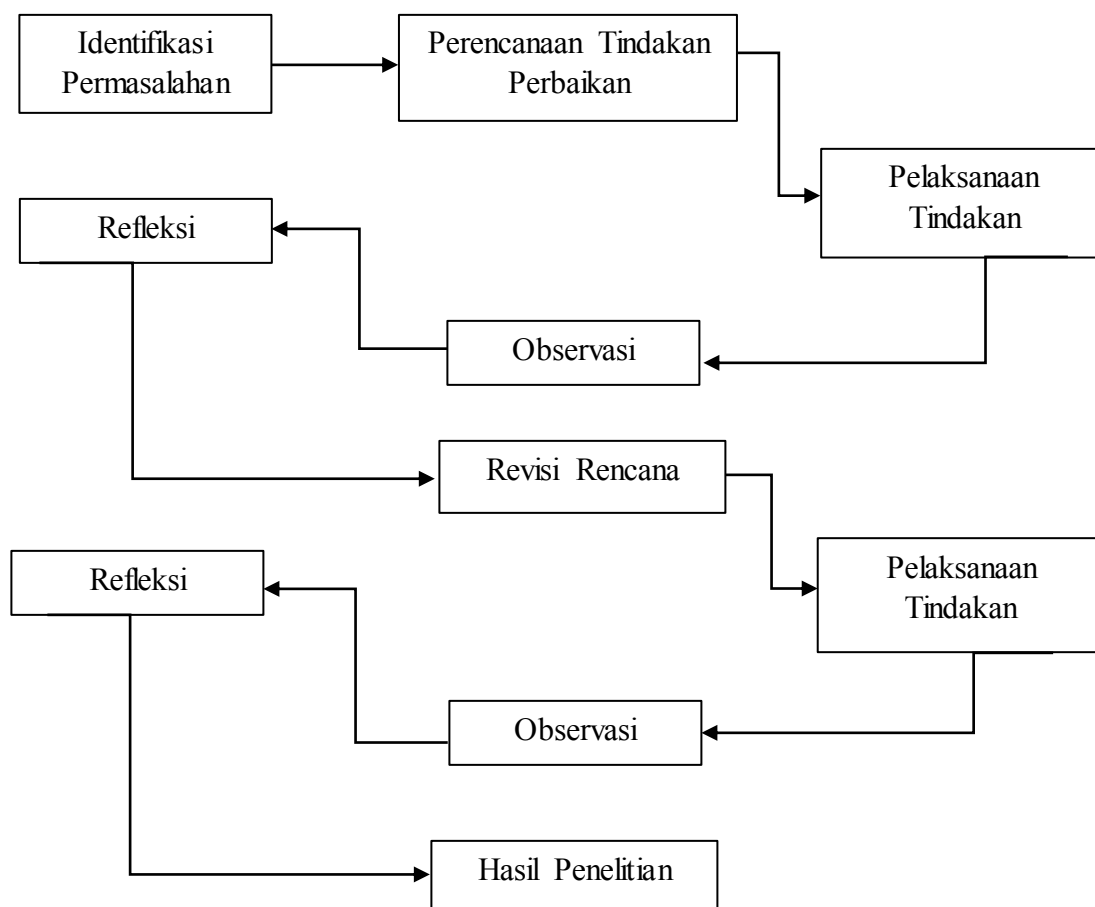 Identifikasi
Permasalahan
Perencanaan Tindakan
Perbaikan
Pelaksanaan
Tindakan
Refleksi
Observasi
Revisi Rencana
Pelaksanaan
Tindakan
Refleksi
Observasi
Hasil Penelitian